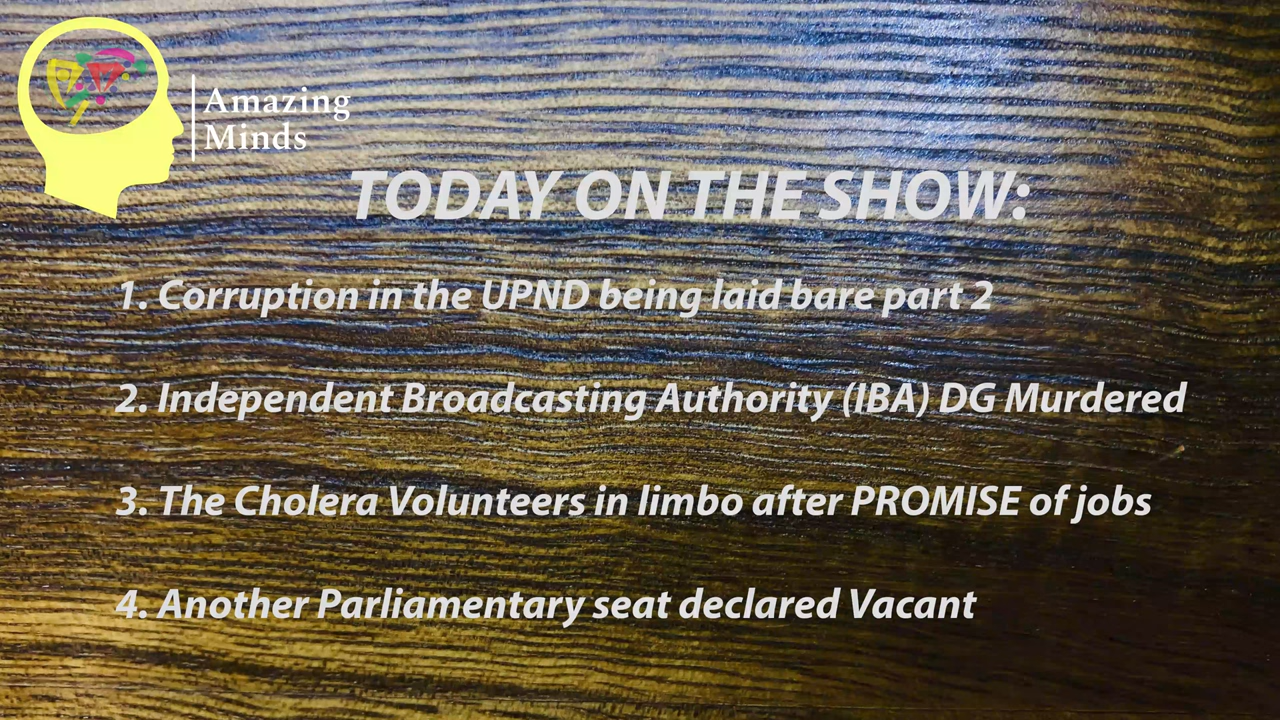 Amazing
Minds
TODAY ON THE SHOW:
1. Corruption in the UPND being laid bare part 2
2. Independent Broadcasting Authority (IBA) DG Murdered
3. The Cholera Volunteers in limbo after PROMISE of jobs
4. Another Parliamentary seat declared Vacant